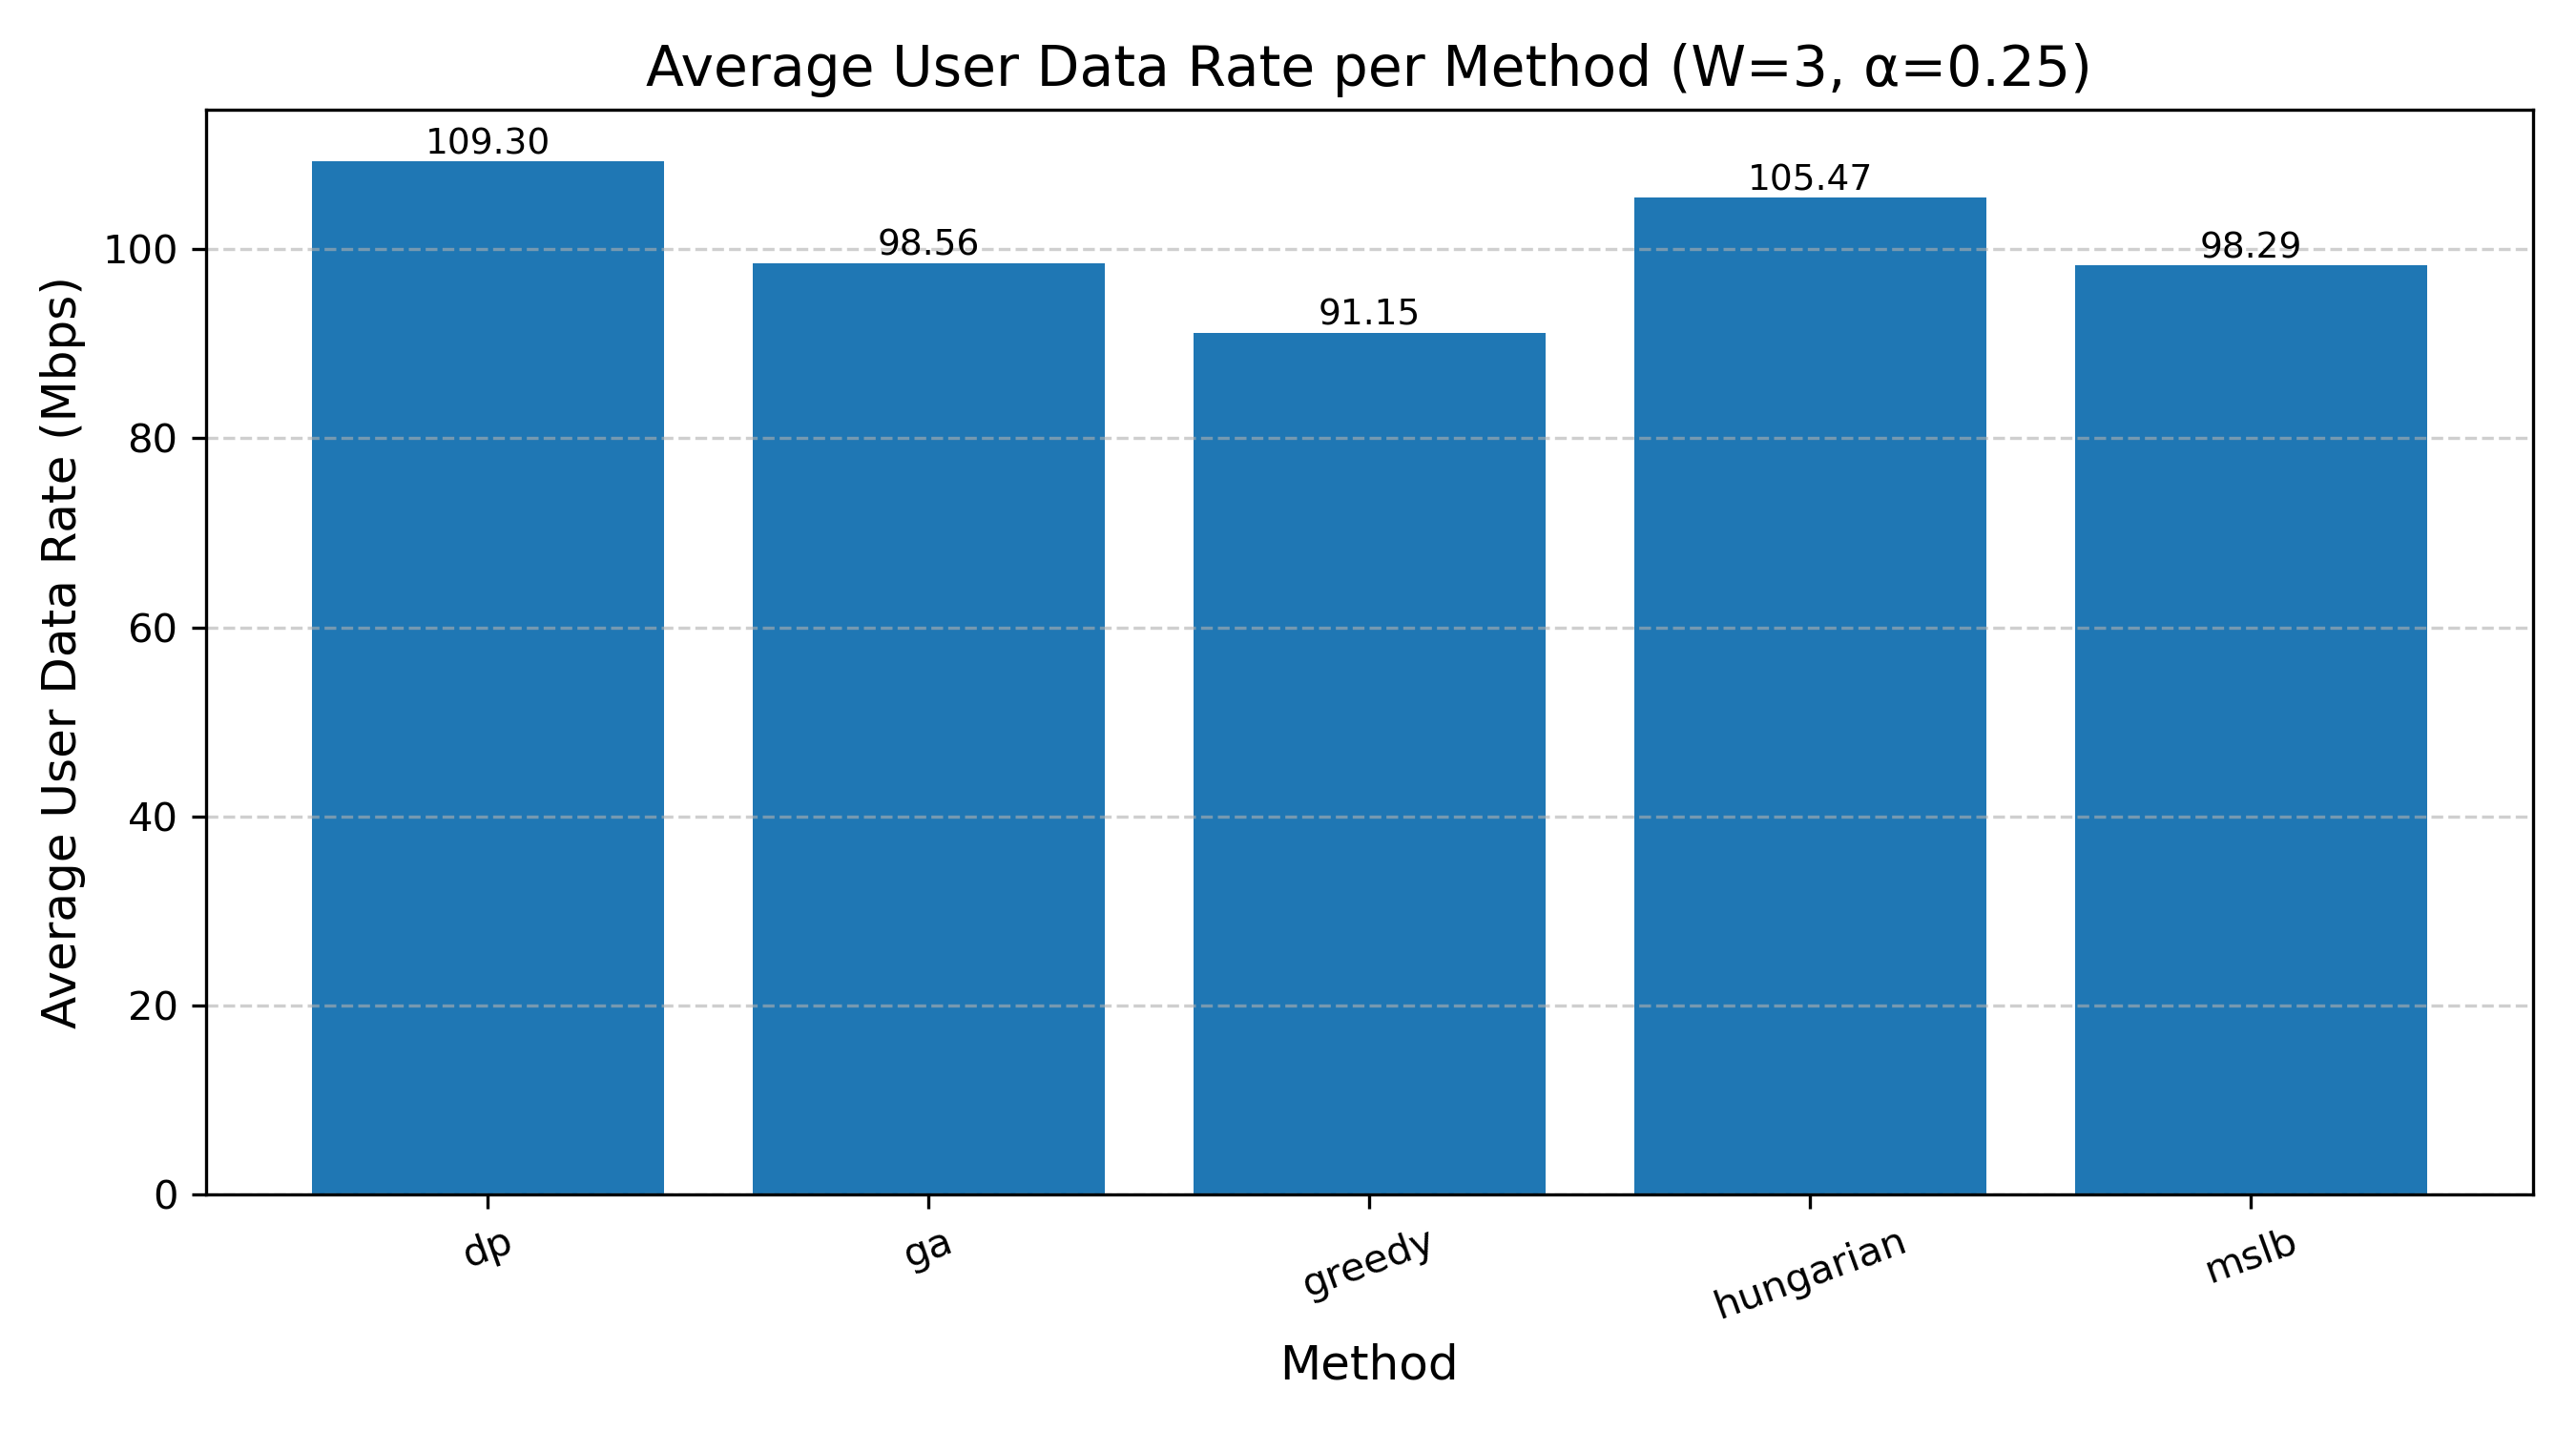 Average User Data Rate per Method (W=3, α=0.25)
Average User Data Rate (Mbps)
100
80
60
40
20
0
109.30
98.56
91.15
105.47
98.29
dp
ga
greedy
hungarian
mslb
Method